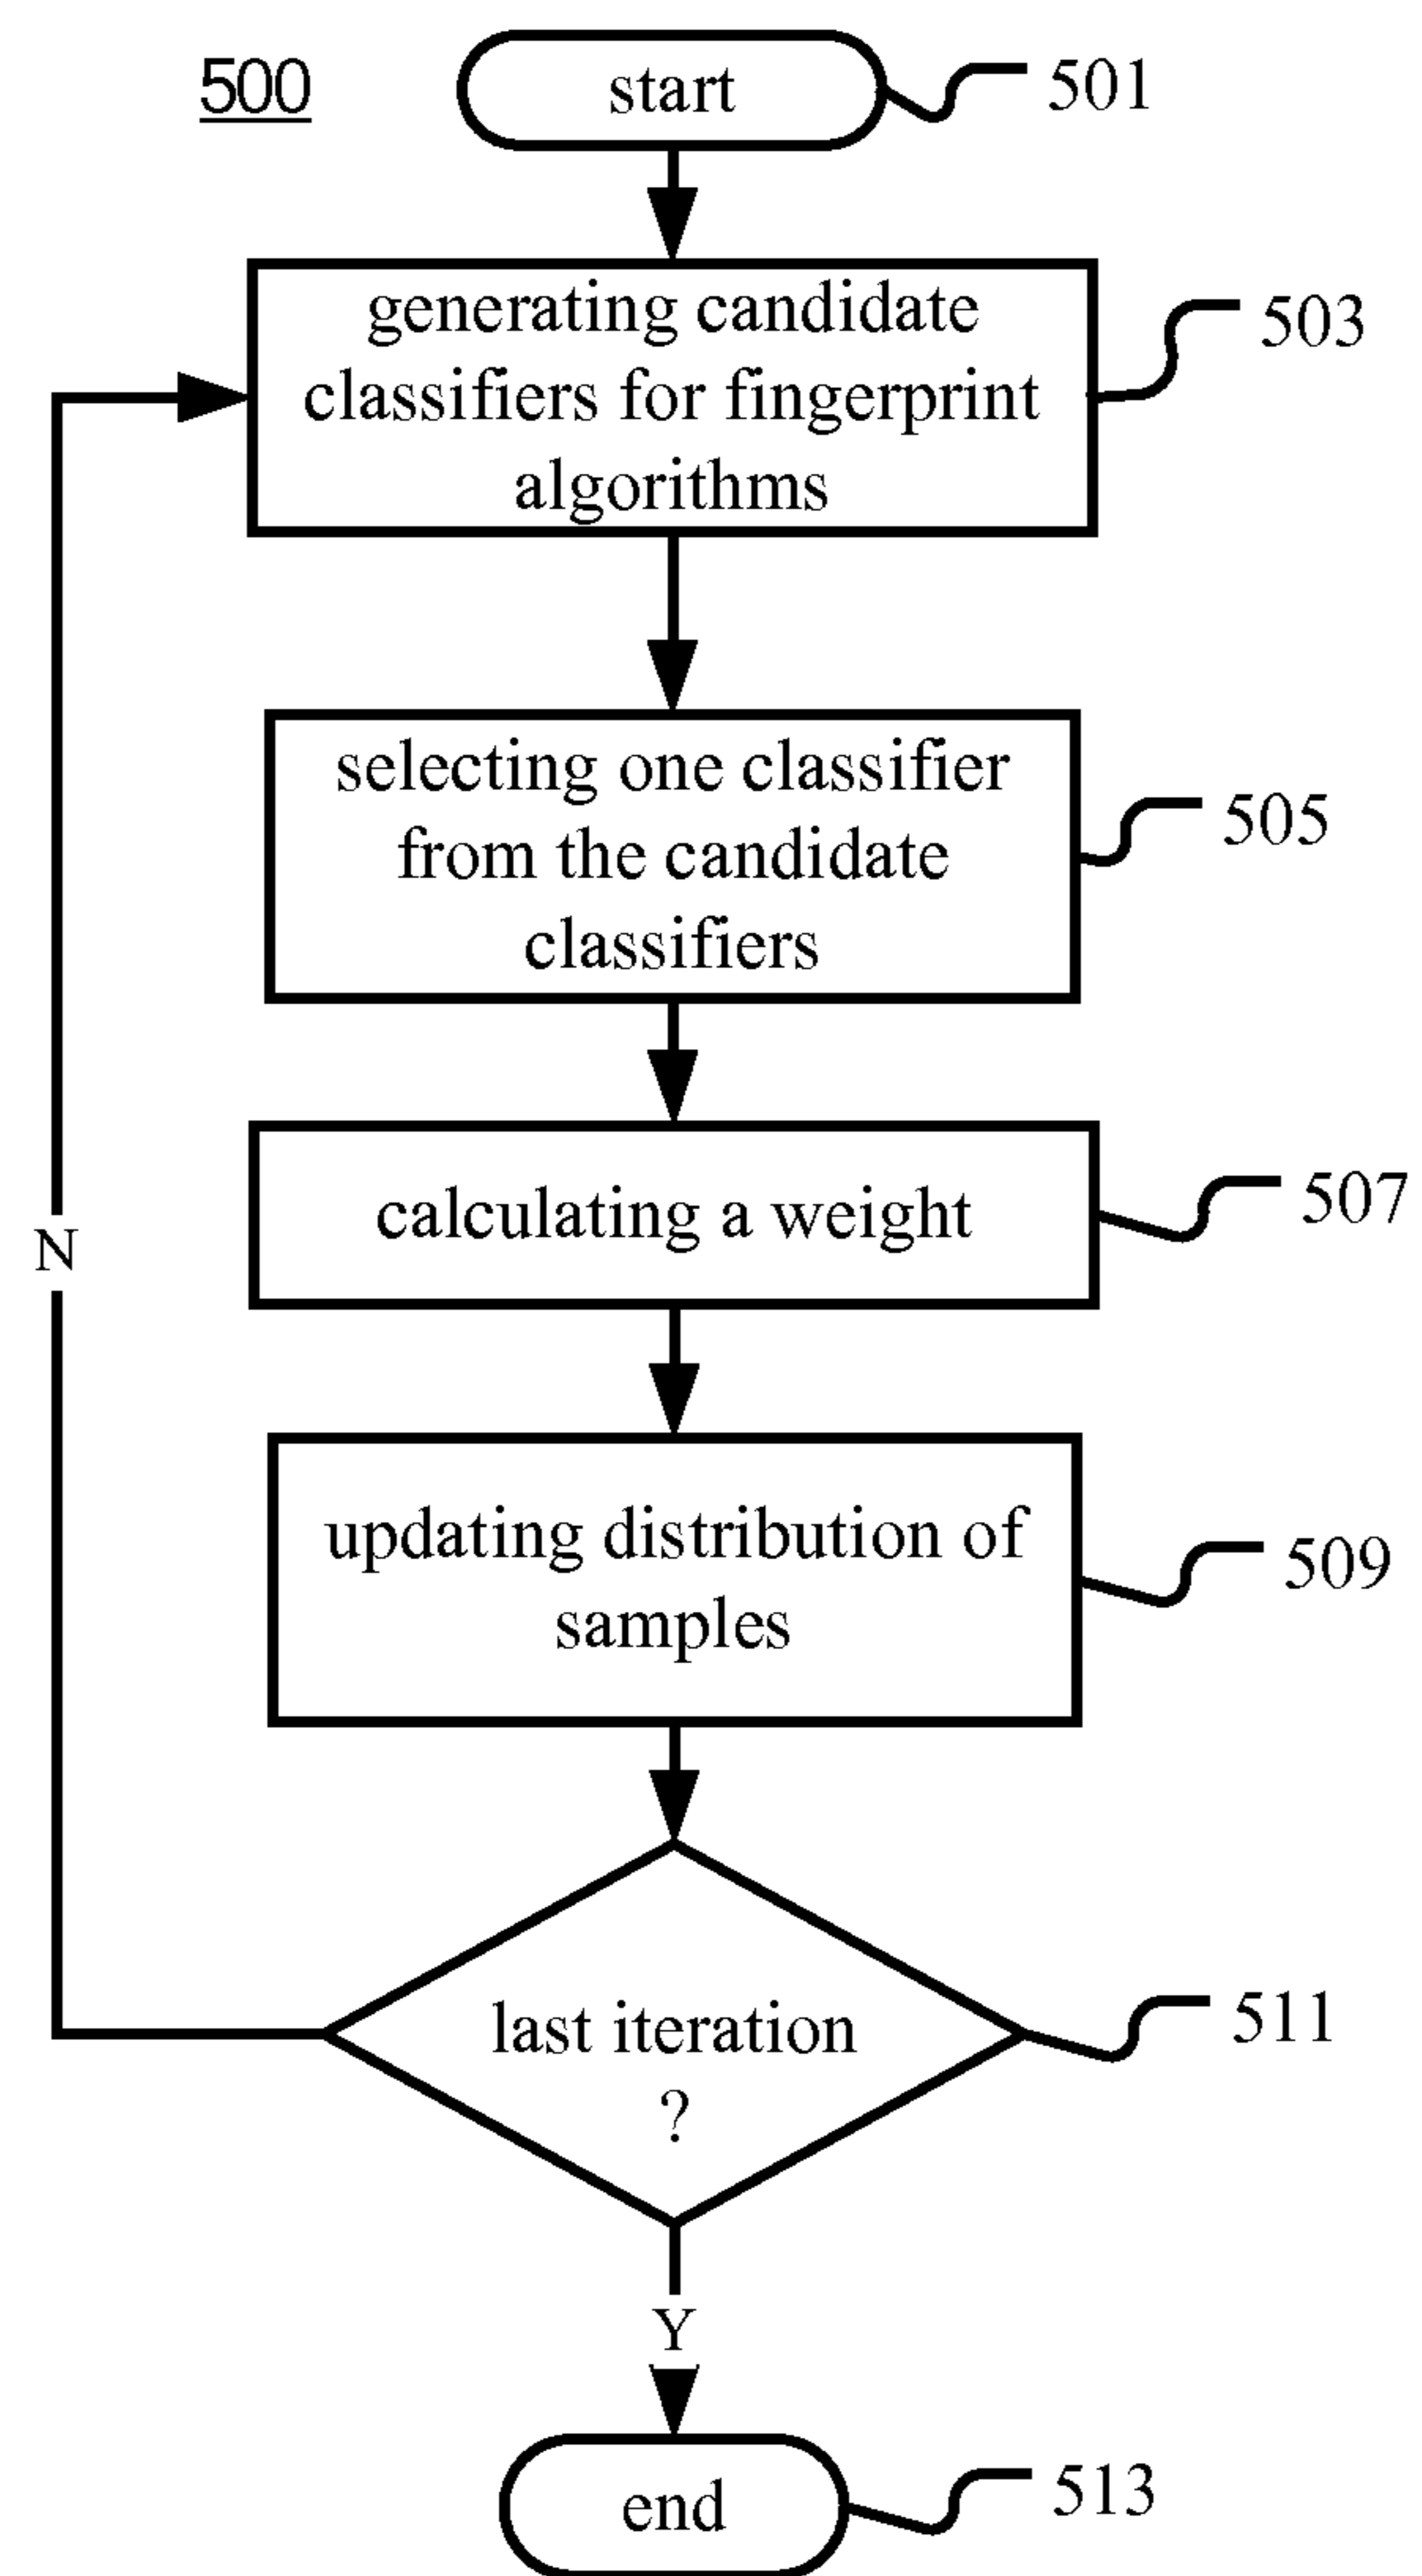 500
start
501
generating candidate
classifiers for fingerprint
algorithms
503
selecting one classifier
from the candidate
classifiers
505
calculating a weight
507
N
updating distribution of
samples
509
last iteration
?
511
Y
end
513